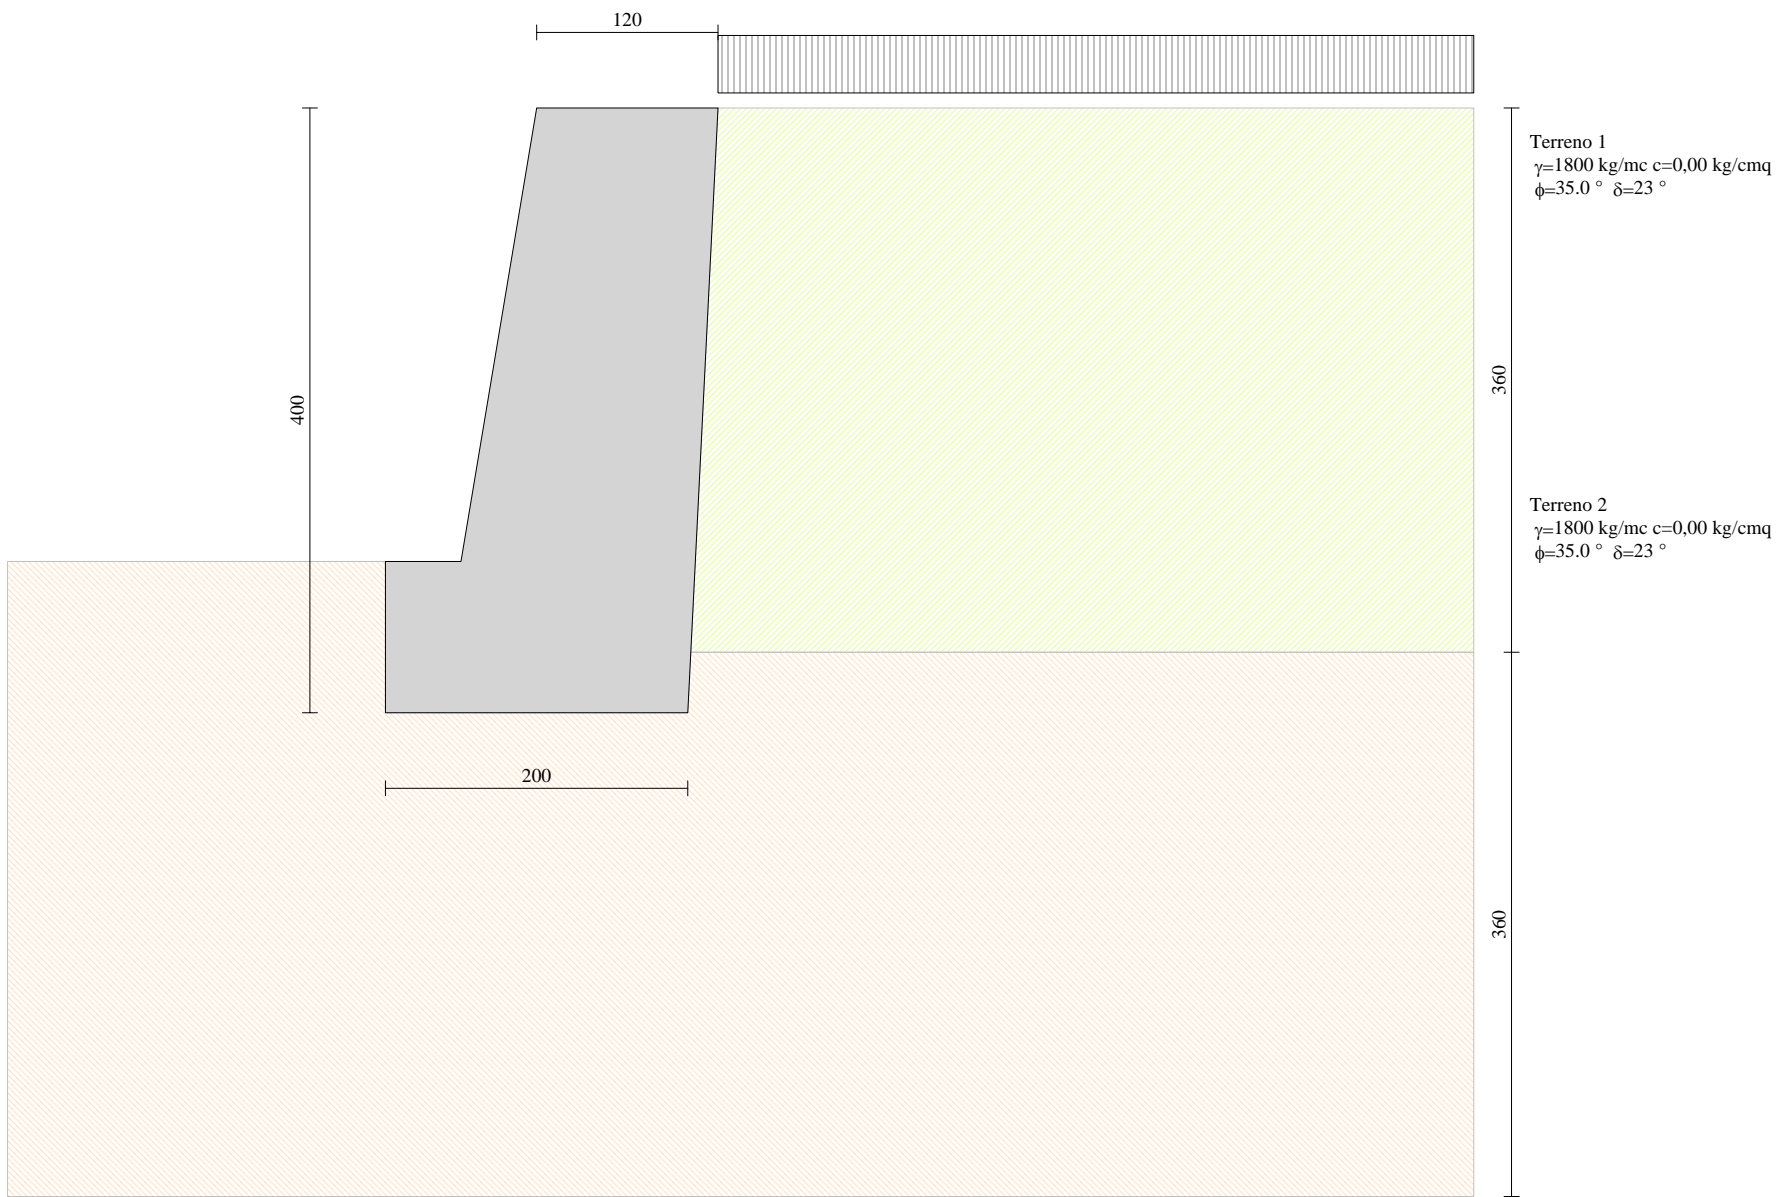 120
400
360
Terreno 1
γ=1800 kg/mc c=0,00 kg/cmq
ϕ=35.0 ° δ=23 °
Terreno 2
γ=1800 kg/mc c=0,00 kg/cmq
ϕ=35.0 ° δ=23 °
200
360